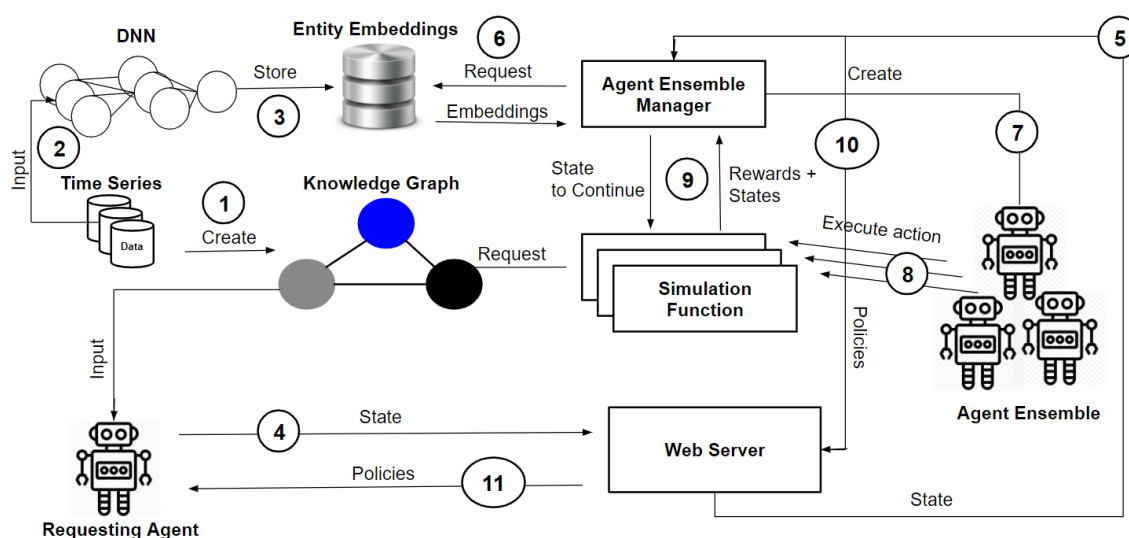 DNN
Entity Embeddings
6
5
Store
Request
Create
Agent Ensemble
Manager
3
Embeddings
2
Input
7
10
Time Series
Knowledge Graph
State
to Continue
9
Rewards +
States
1
Create
Data
Request
Execute action
8
Simulation
Function
Input
Policies
Agent Ensemble
4
State
Web Server
Policies
11
State
Requesting Agent